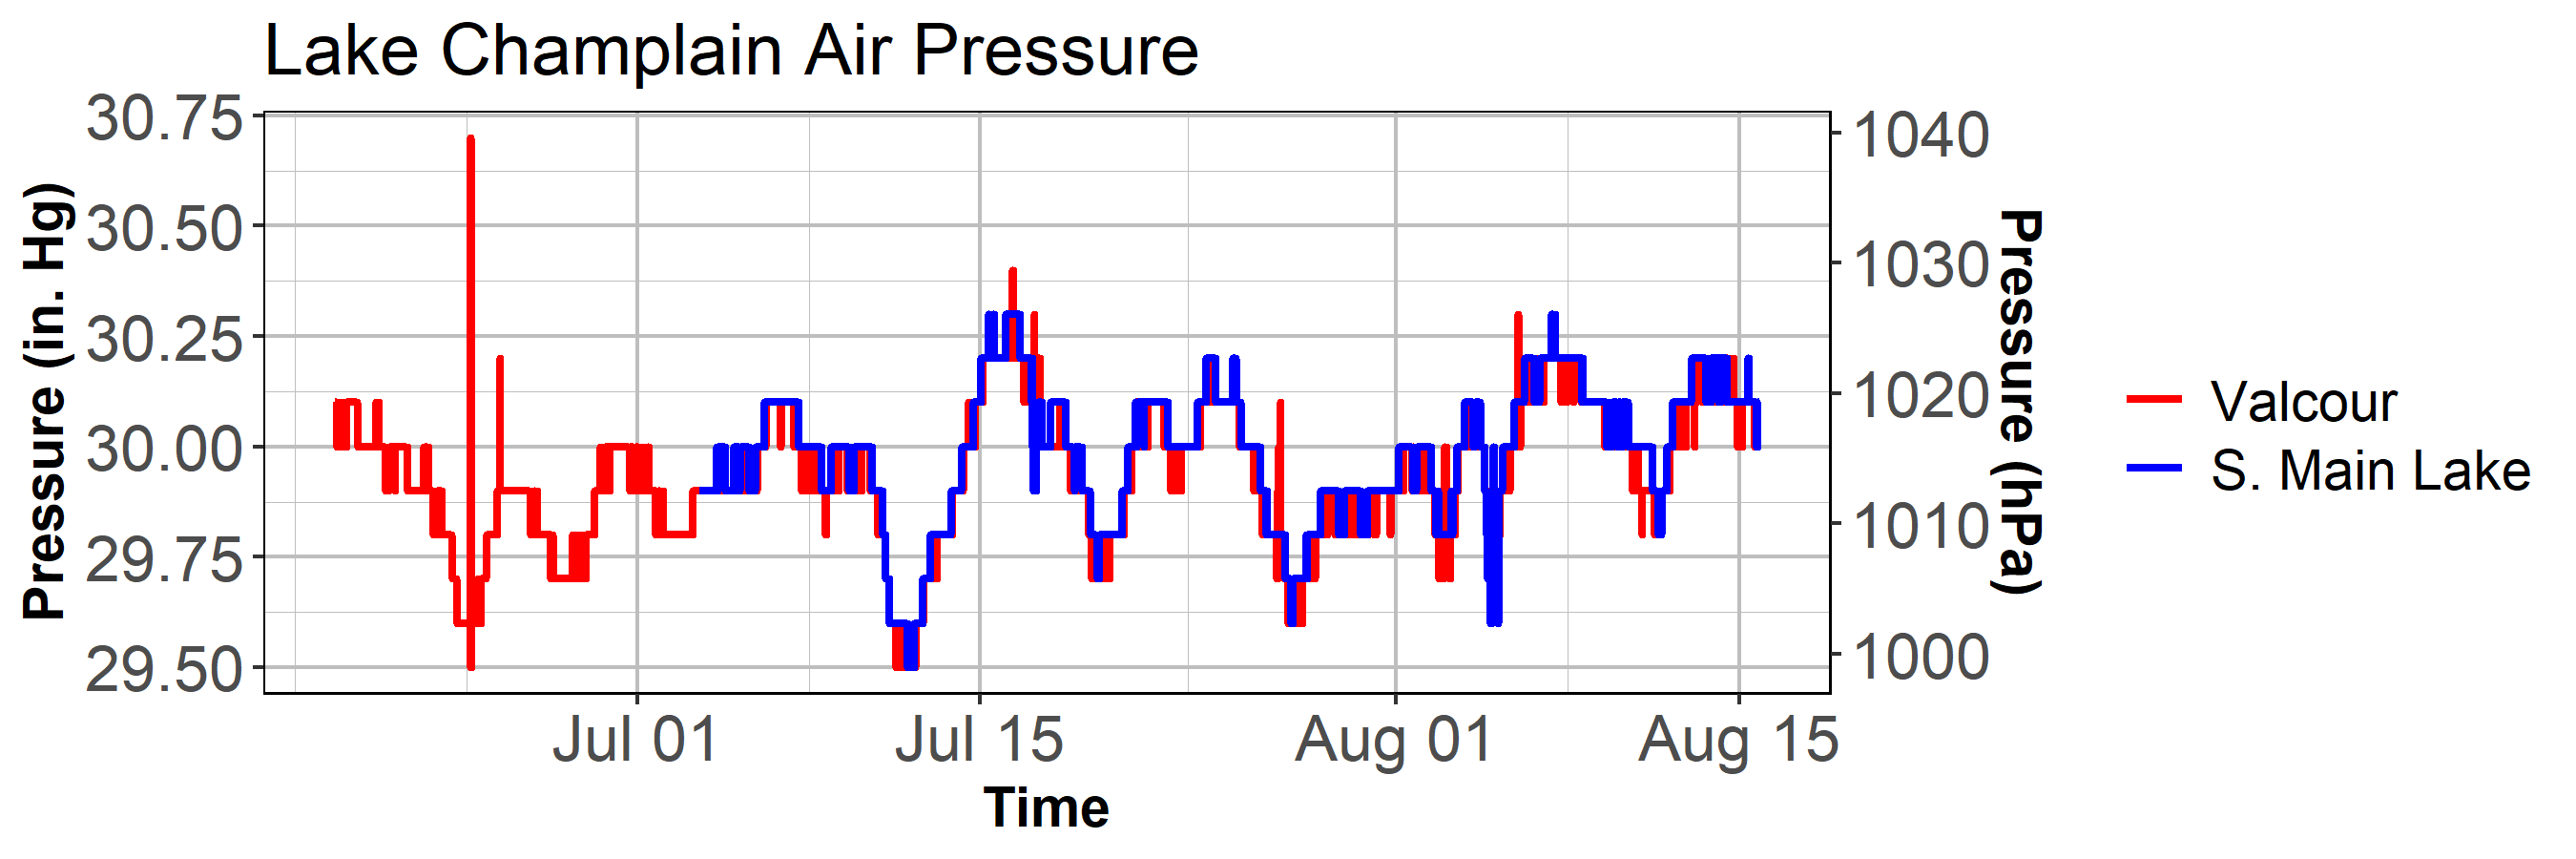 Lake Champlain Air Pressure
Pressure (in. Hg)
30.75
30.50
30.25
30.00
29.75
29.50
1040
1030
1020
1010
1000
Pressure (hPa)
Jul 01
Jul 15
Aug 01
Aug 15
Time
Valcour
S. Main Lake